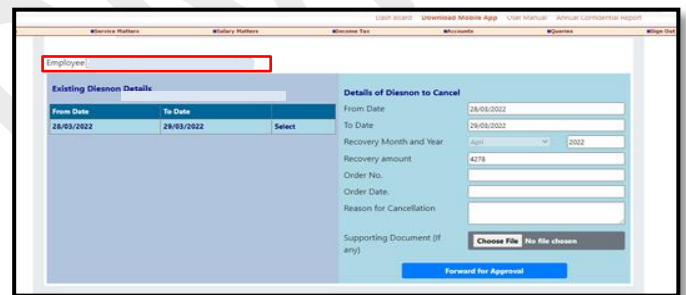 Dash Board Download Mobile App User Manual Annual Confidential Report
Service Matters Salary Matters Income Tax Accounts Queries Sign Out
Employee
Existing Diesnon Details
From Date To Date
28/03/2022 29/03/2022 Select
Details of Diesnon to Cancel
From Date 28/03/2022
To Date 29/03/2022
Recovery Month and Year April 2022
Recovery amount 4278
Order No.
Order Date.
Reason for Cancellation
Supporting Document (If any) Choose File No file chosen
Forward for Approval